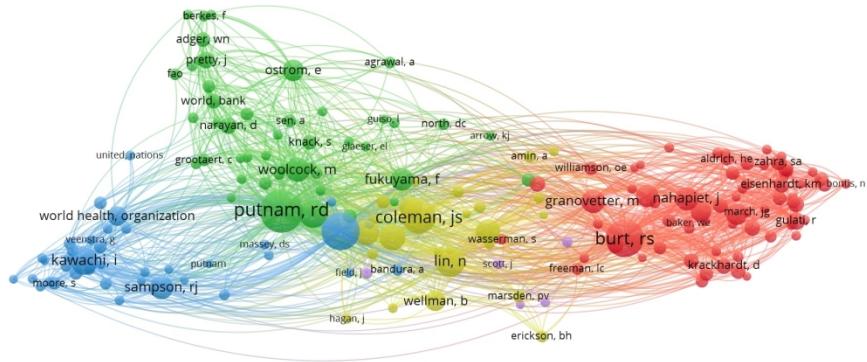 berkes, f
adger, wn
pretty, j
fao
ostrom, e
agrawal, a
world, bank
narayan, d
sen, a
guiso, l
north, dc
knack, s
glaeser, el
arrow, kj
united, nations
grootaert, c
woolcock, m
fukuyama, f
amin, a
williamson, oe
aldrich, he
zahra, sa
eisenhardt, km
bontis, n
granovetter, m
nahapiet, j
world health, organization
putnam, rd
coleman, js
baker, we
march, jg
gulati, r
veenstra, g
massey, ds
wasserman, s
burt, rs
kawachi, i
putnam
lin, n
scott, j
freeman, lc
krackhardt, d
moore, s
sampson, rj
field, j
bandura, a
wellman, b
marsden, pv
hagan, j
erickson, bh